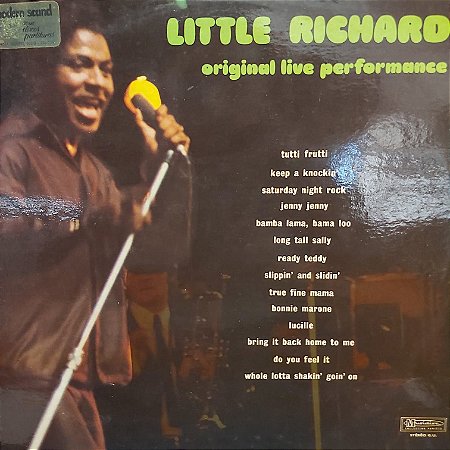 modern sound
LITTLE RICHARD
original live performance
tutti frutti
keep a knockin'
saturday night rock
jenny jenny
bamba lama, bama loo
long tall sally
ready teddy
slippin' and slidin'
true fine mama
bonnie marone
lucille
bring it back home to me
do you feel it
whole lotta shakin' goin' on
Musidisc